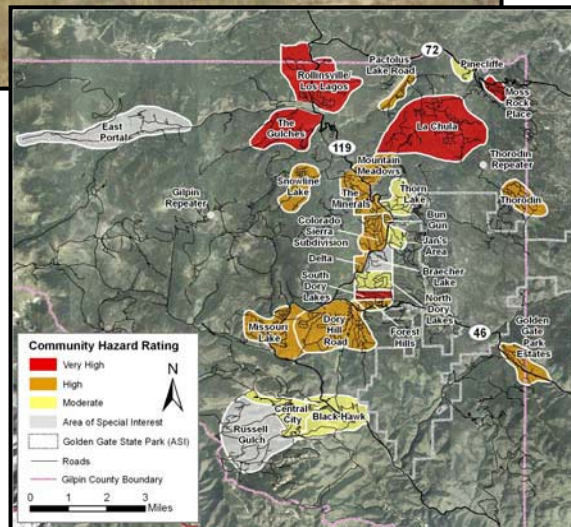 72
Pactolus
Lake Road
Pinecliffe
Rollinsville/
Los Lagos
Moss
Rock
Place
East
Portal
The
Gulches
La Chula
119
Thorodin
Repeater
Mountain
Meadows
Snowline
Lake
The
Minerals
Thorn
Lake
Thorodin
Gilpin
Repeater
Colorado
Sierra
Subdivision
Bun
Gun
Jan's
Area
Delta
Braecher
Lake
South
Dory
Lakes
North
Dory
Lakes
Golden
Gate
Park
Estates
46
Missouri
Lake
Dory
Hill
Road
Forest
Hills
Central
City
Black-Hawk
Russell
Gulch
Community Hazard Rating
Very High
High
Moderate
Area of Special Interest
Golden Gate State Park (ASI)
Roads
Gilpin County Boundary
N
0 1 2 3
Miles